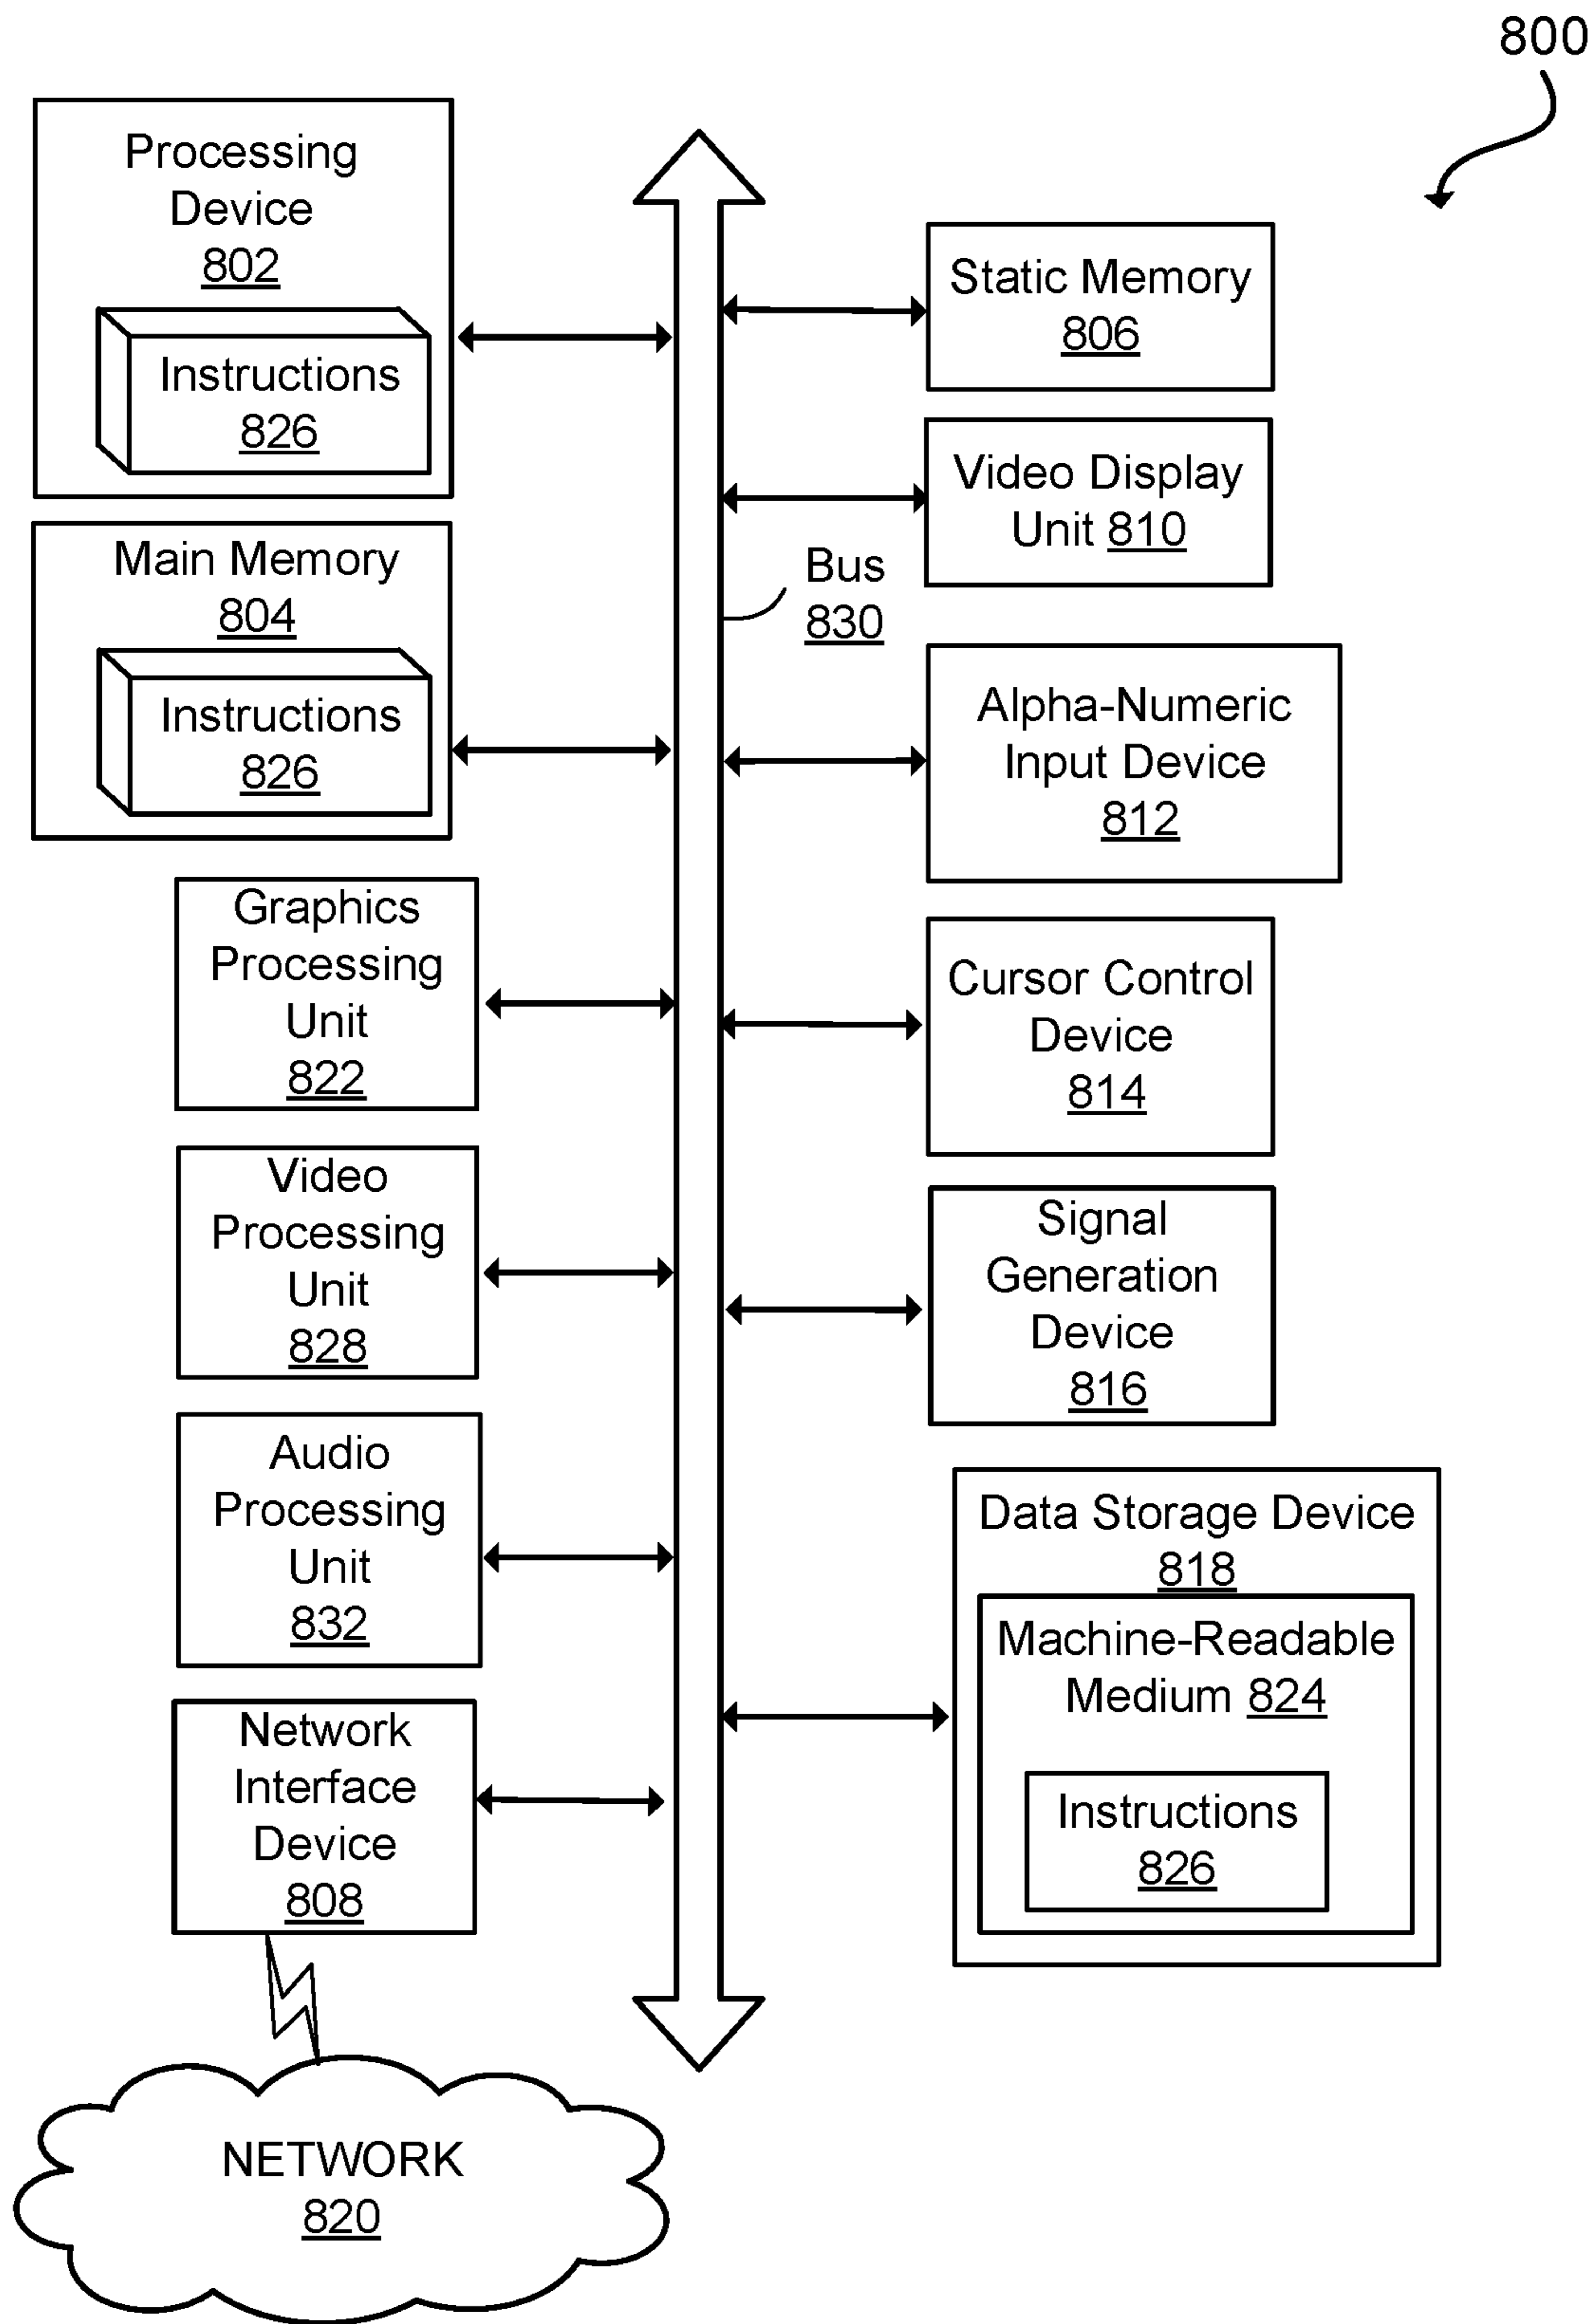 800
Processing
Device
802
Instructions
826
Main Memory
804
Instructions
826
Graphics
Processing
Unit
822
Video
Processing
Unit
828
Audio
Processing
Unit
832
Network
Interface
Device
808
NETWORK
820
Bus
830
Static Memory
806
Video Display
Unit 810
Alpha-Numeric
Input Device
812
Cursor Control
Device
814
Signal
Generation
Device
816
Data Storage Device
818
Machine-Readable
Medium 824
Instructions
826